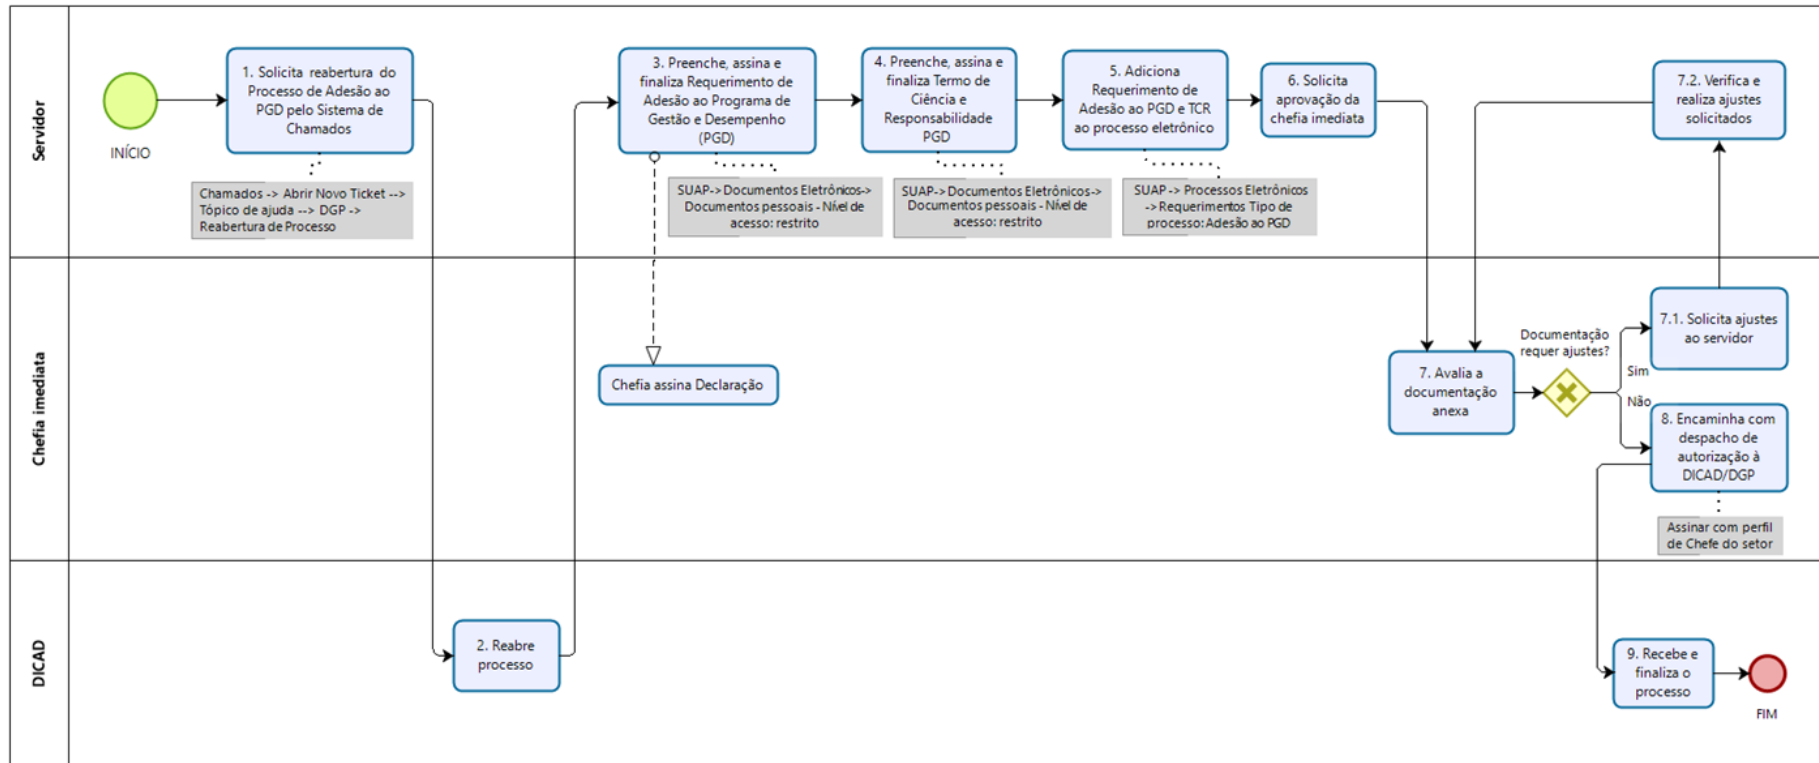 Servidor
INÍCIO
1. Solicita reabertura do
Processo de Adesão ao
PGD pelo Sistema de
Chamados
Chamados -> Abrir Novo Ticket -->
Tópico de ajuda --> DGP ->
Reabertura de Processo
3. Preenche, assina e
finaliza Requerimento de
Adesão ao Programa de
Gestão e Desempenho
(PGD)
SUAP-> Documentos Eletrônicos->
Documentos pessoais - Nível de
acesso: restrito
4. Preenche, assina e
finaliza Termo de
Ciência e
Responsabilidade
PGD
SUAP-> Documentos Eletrônicos->
Documentos pessoais - Nível de
acesso: restrito
5. Adiciona
Requerimento de
Adesão ao PGD e TCR
ao processo eletrônico
SUAP -> Processos Eletrônicos
-> Requerimentos Tipo de
processo: Adesão ao PGD
6. Solicita
aprovação da
chefia imediata
7.2. Verifica e
realiza ajustes
solicitados
Chefia imediata
Chefia assina Declaração
7. Avalia a
documentação
anexa
Documentação
requer ajustes?
Sim
Não
7.1. Solicita ajustes
ao servidor
8. Encaminha com
despacho de
autorização à
DICAD/DGP
Assinar com perfil
de Chefe do setor
DICAD
2. Reabre
processo
9. Recebe e
finaliza o
processo
FIM